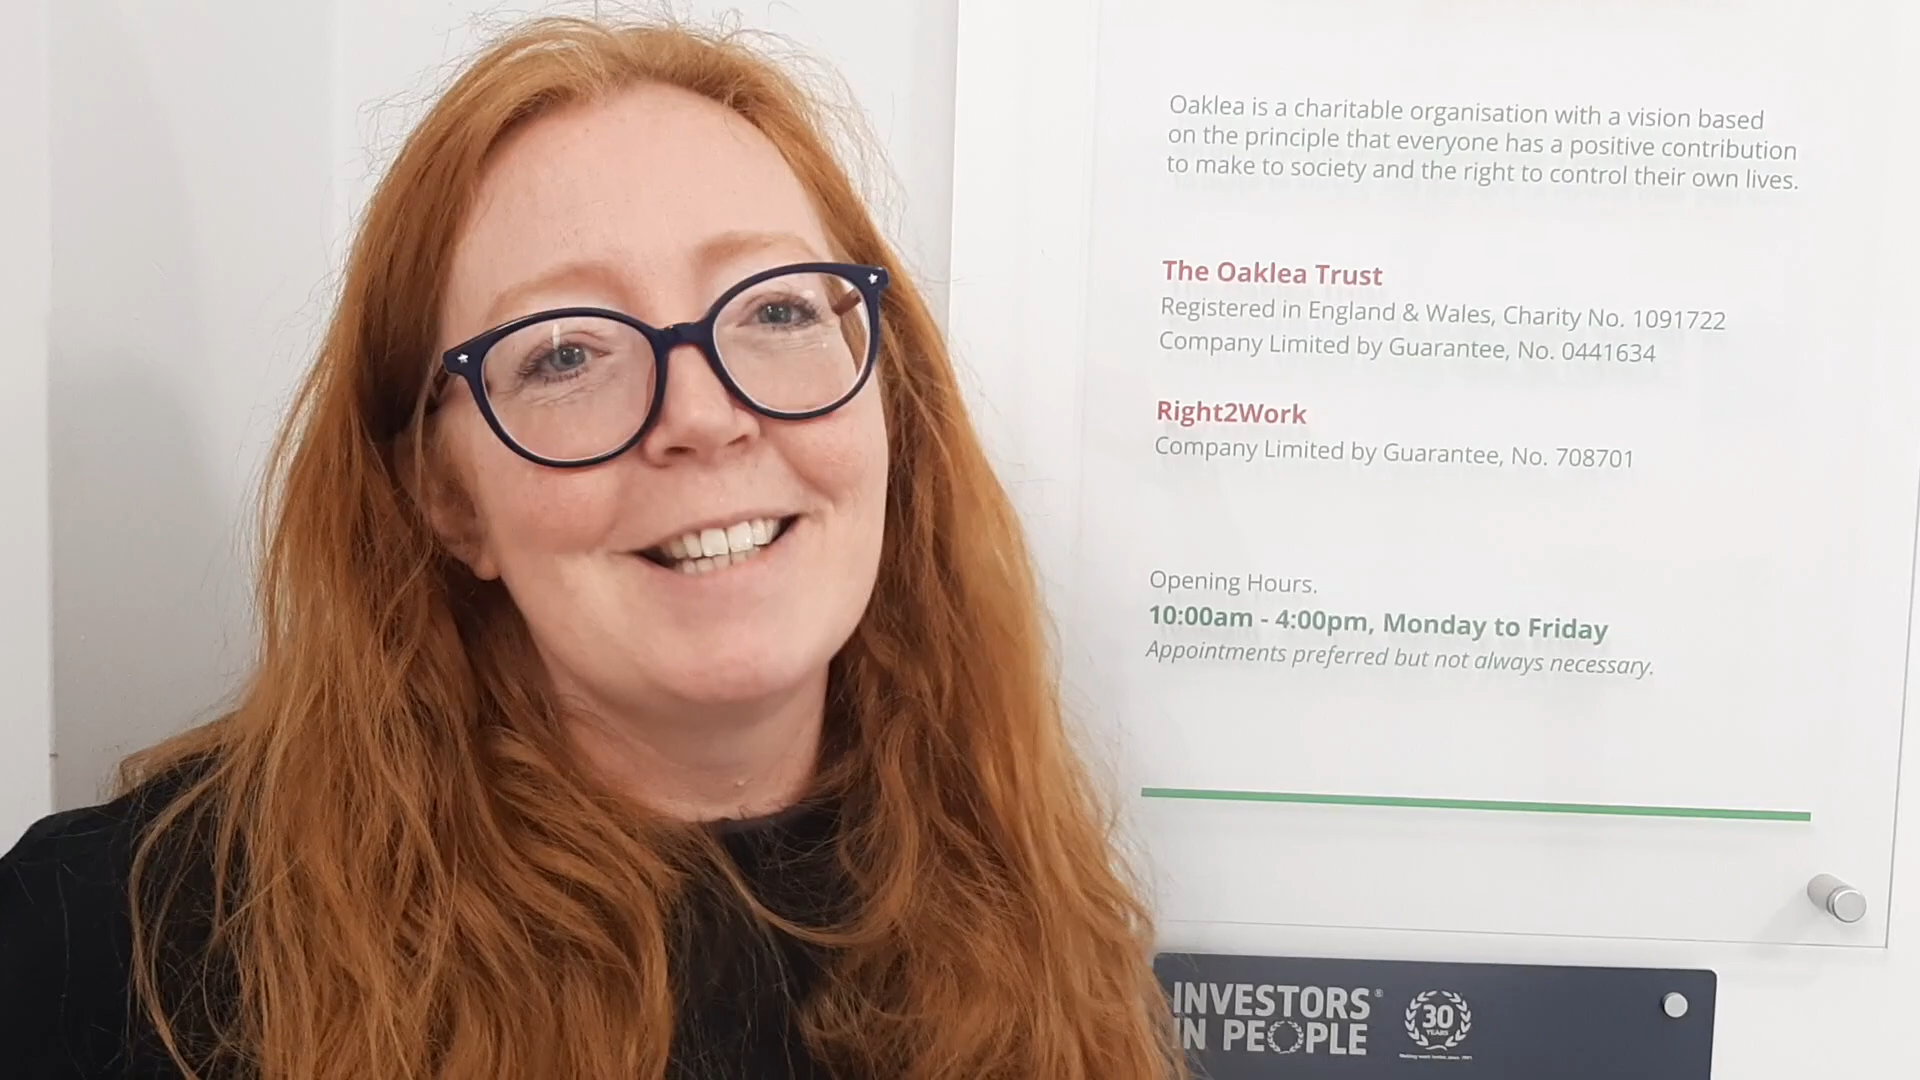 Oaklea is a charitable organisation with a vision based
on the principle that everyone has a positive contribution
to make to society and the right to control their own lives.
The Oaklea Trust
Registered in England & Wales, Charity No. 1091722
Company Limited by Guarantee, No. 0441634
Right2Work
Company Limited by Guarantee, No. 708701
Opening Hours.
10:00am - 4:00pm, Monday to Friday
Appointments preferred but not always necessary.
INVESTORS®
IN PEOPLE
30
YEARS